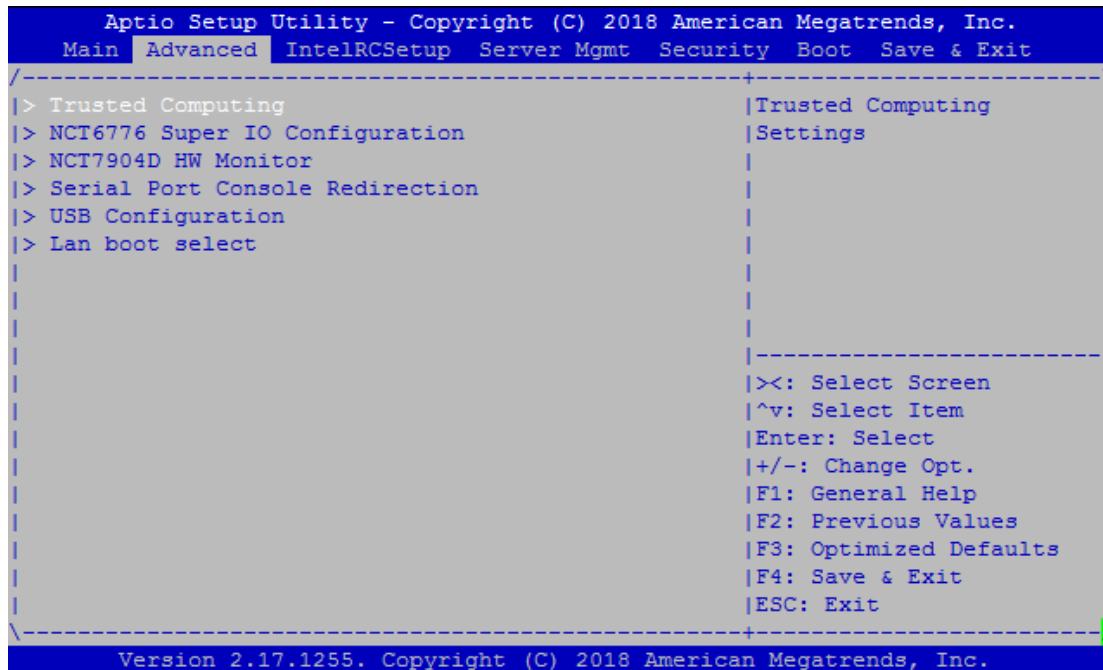 Aptio Setup Utility - Copyright (C) 2018 American Megatrends, Inc.
Main Advanced IntelRCSetup Server Mgmt Security Boot Save & Exit
/----------------------------------------------------+-------------------------
|> Trusted Computing |Trusted Computing
|> NCT6776 Super IO Configuration |Settings
|> NCT7904D HW Monitor |
|> Serial Port Console Redirection |
|> USB Configuration |
|> Lan boot select |
| |
| |
| |
| |-------------------------
| |><: Select Screen
| |^v: Select Item
| |Enter: Select
| |+/-: Change Opt.
| |F1: General Help
| |F2: Previous Values
| |F3: Optimized Defaults
| |F4: Save & Exit
| |ESC: Exit
\----------------------------------------------------+-------------------------
Version 2.17.1255. Copyright (C) 2018 American Megatrends, Inc.